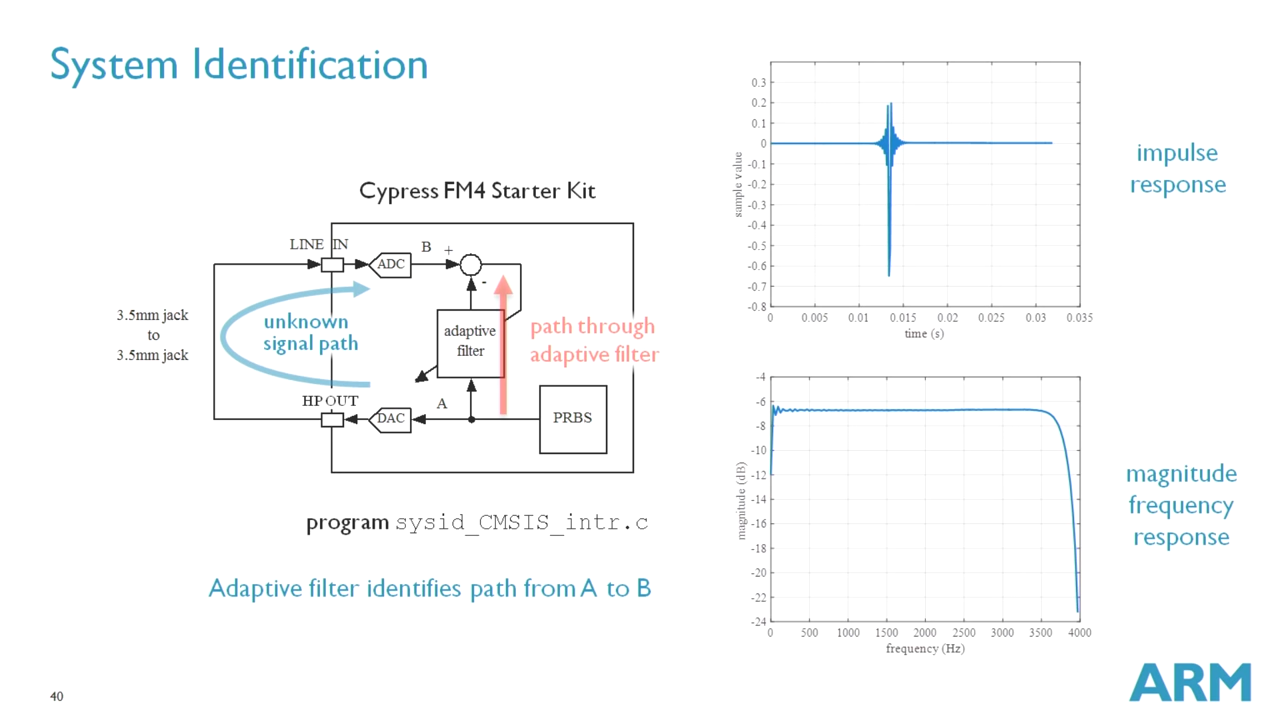 System Identification
Cypress FM4 Starter Kit
LINE IN
ADC
B
+
-
3.5mm jack
to
3.5mm jack
unknown
signal path
adaptive
filter
path through
adaptive filter
HP OUT
DAC
A
PRBS
program sysid_CMSIS_intr.c
Adaptive filter identifies path from A to B
0.3
0.2
0.1
0
-0.1
-0.2
-0.3
-0.4
-0.5
-0.6
-0.7
-0.8
sample value
0 0.005 0.01 0.015 0.02 0.025 0.03 0.035
time (s)
impulse
response
-4
-6
-8
-10
-12
-14
-16
-18
-20
-22
-24
magnitude (dB)
0 500 1000 1500 2000 2500 3000 3500 4000
frequency (Hz)
magnitude
frequency
response
40
ARM